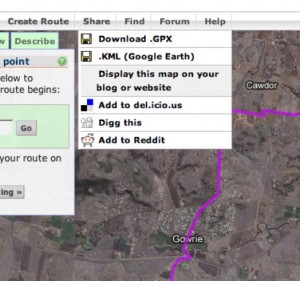 Create Route Share Find Forum Help
w Describe
point ?
elow to
route begins:
Go
your route on
ing »
Download .GPX
.KML (Google Earth)
Display this map on your
blog or website
Add to del.icio.us
Digg this
Add to Reddit
Cawdor
Gowrie